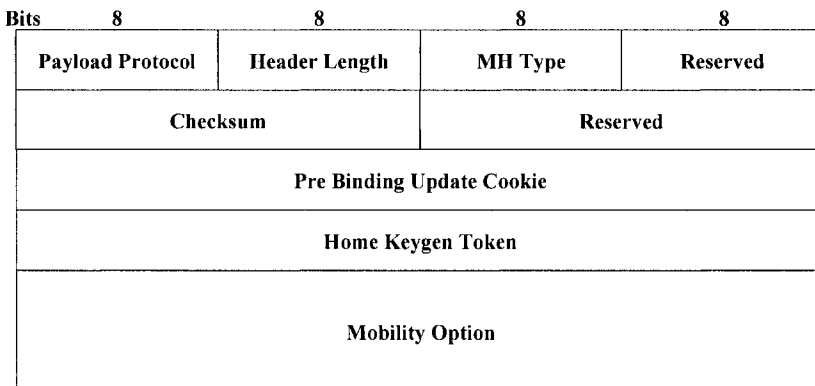 Bits 8 8 8 8
Payload Protocol Header Length MH Type Reserved
Checksum Reserved
Pre Binding Update Cookie
Home Keygen Token
Mobility Option